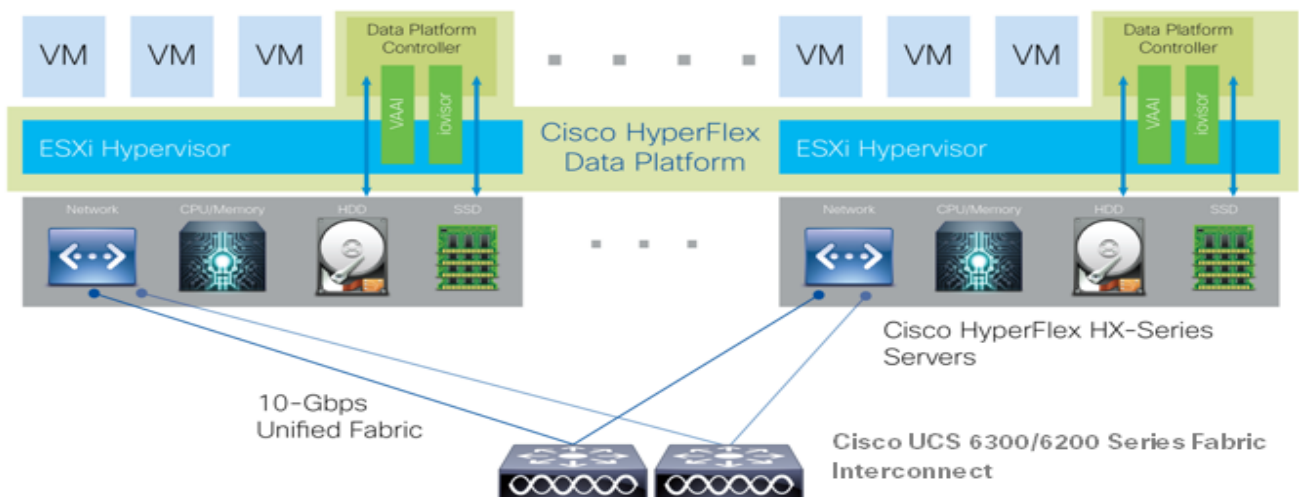 VM VM VM Data Platform Controller VM VM VM Data Platform Controller
VAAI iovisor VAAI iovisor
ESXi Hypervisor Cisco HyperFlex Data Platform ESXi Hypervisor
Network CPU/Memory HDD SSD Network CPU/Memory HDD SSD
Cisco HyperFlex HX-Series
Servers
10-Gbps
Unified Fabric
Cisco UCS 6300/6200 Series Fabric
Interconnect